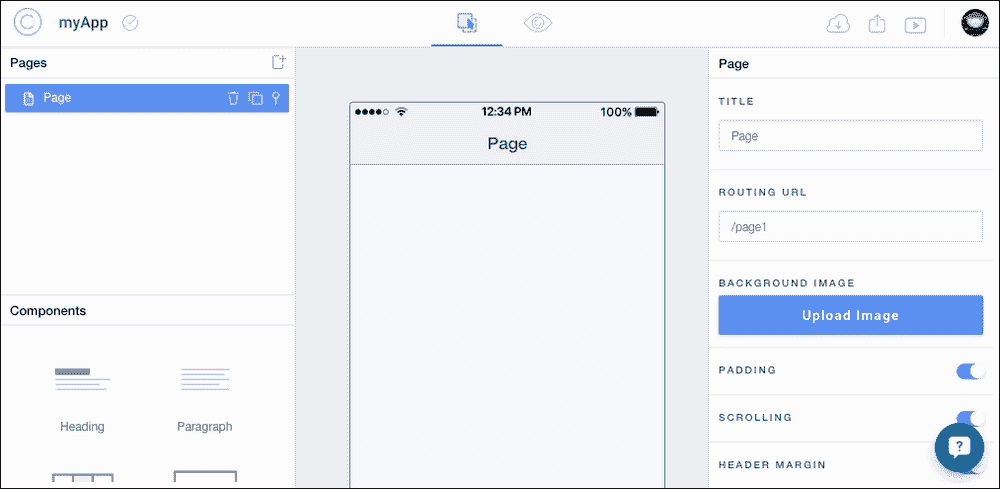 myApp
Pages
Page
Components
Heading
Paragraph
12:34 PM
100%
Page
Page
TITLE
Page
ROUTING URL
/page1
BACKGROUND IMAGE
Upload Image
PADDING
SCROLLING
HEADER MARGIN
?